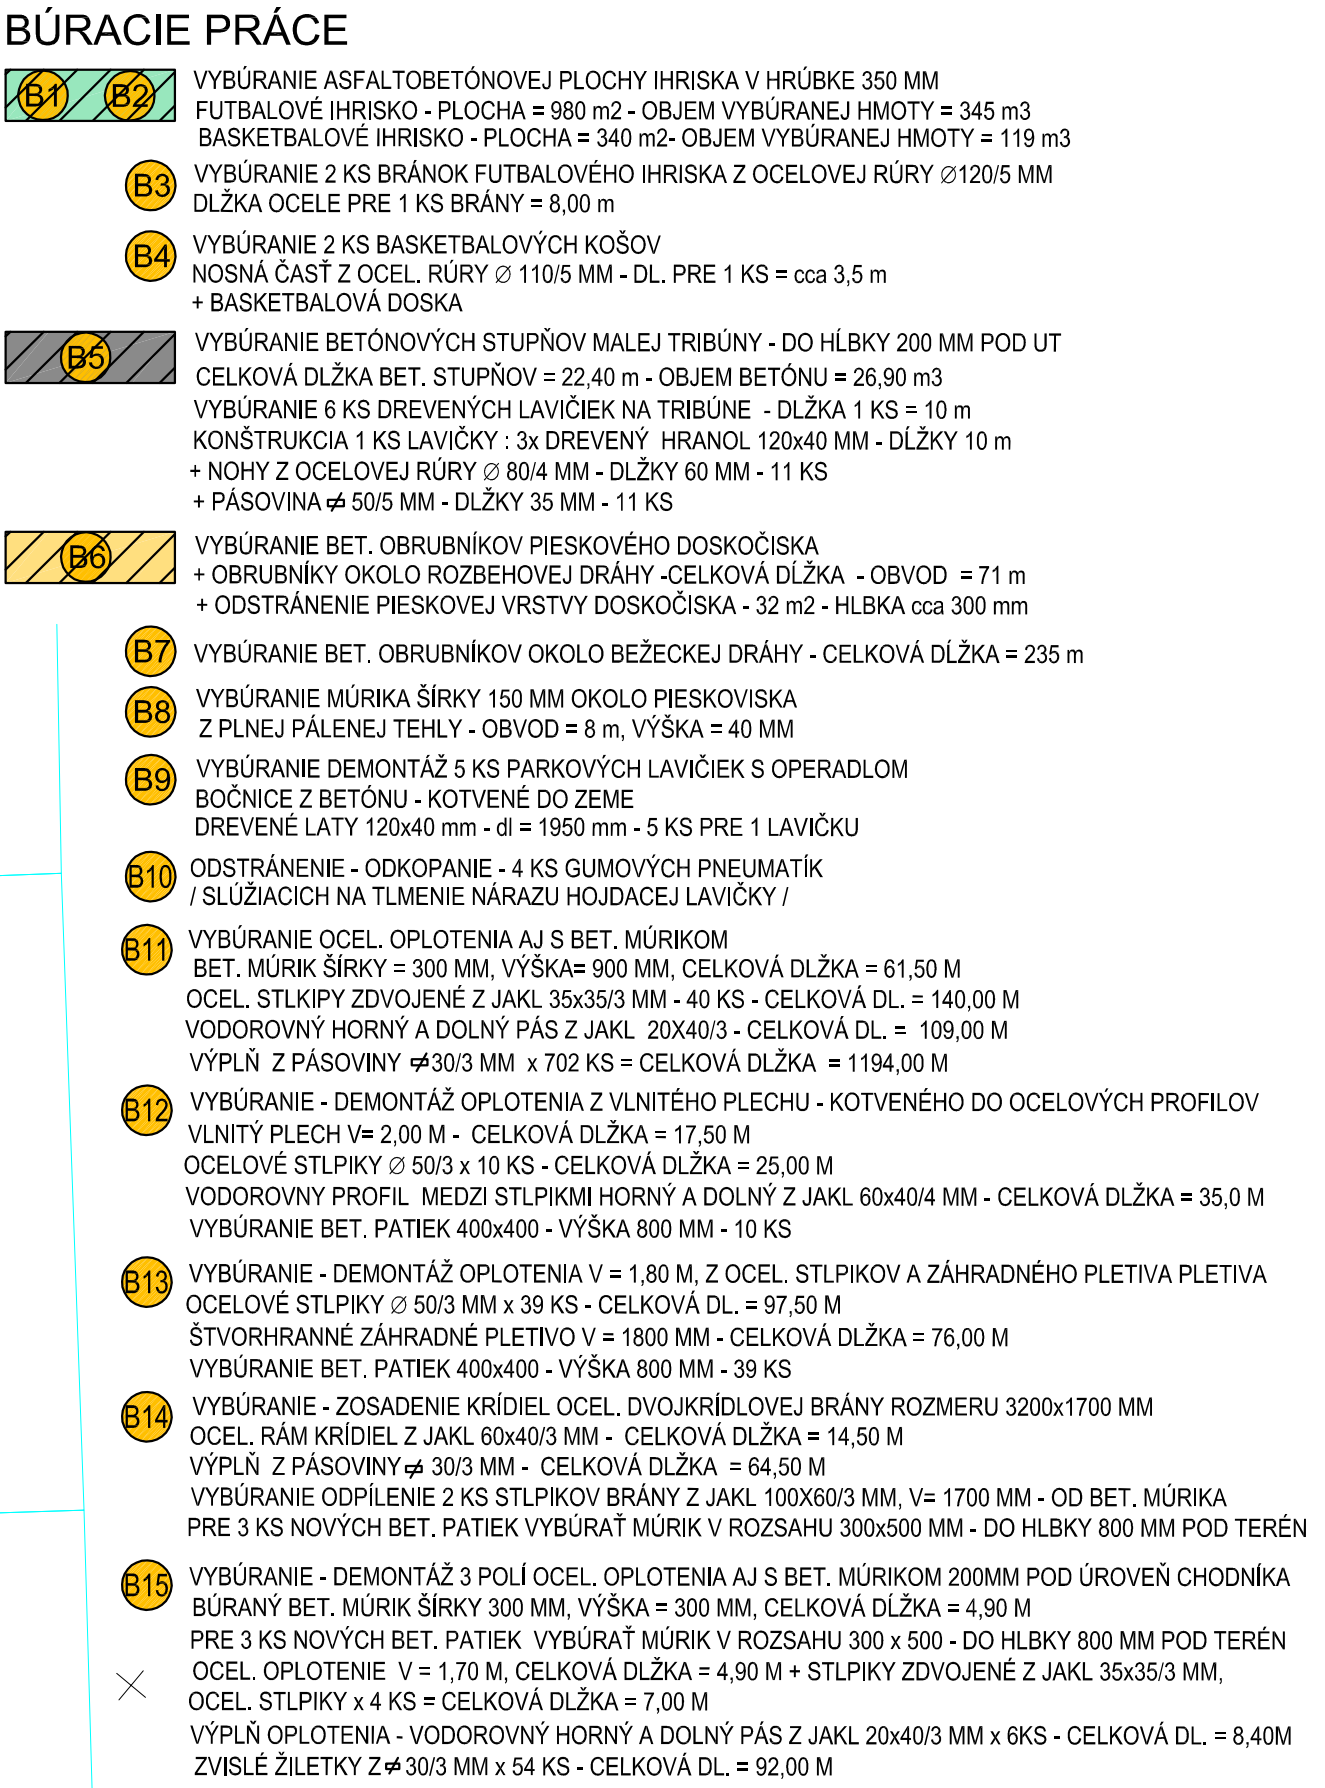 BÚRACIE PRÁCE
B1 B2 VYBÚRANIE ASFALTOBETÓNOVEJ PLOCHY IHRISKA V HRÚBKE 350 MM
FUTBALOVÉ IHRISKO - PLOCHA = 980 m2 - OBJEM VYBÚRANEJ HMOTY = 345 m3
BASKETBALOVÉ IHRISKO - PLOCHA = 340 m2- OBJEM VYBÚRANEJ HMOTY = 119 m3
B3 VYBÚRANIE 2 KS BRÁNOK FUTBALOVÉHO IHRISKA Z OCELOVEJ RÚRY ∅120/5 MM
DLŽKA OCELE PRE 1 KS BRÁNY = 8,00 m
B4 VYBÚRANIE 2 KS BASKETBALOVÝCH KOŠOV
NOSNÁ ČASŤ Z OCEL. RÚRY ∅ 110/5 MM - DL. PRE 1 KS = cca 3,5 m
+ BASKETBALOVÁ DOSKA
B5 VYBÚRANIE BETÓNOVÝCH STUPŇOV MALEJ TRIBÚNY - DO HĹBKY 200 MM POD UT
CELKOVÁ DLŽKA BET. STUPŇOV = 22,40 m - OBJEM BETÓNU = 26,90 m3
VYBÚRANIE 6 KS DREVENÝCH LAVIČIEK NA TRIBÚNE - DLŽKA 1 KS = 10 m
KONŠTRUKCIA 1 KS LAVIČKY : 3x DREVENÝ HRANOL 120x40 MM - DĹŽKY 10 m
+ NOHY Z OCELOVEJ RÚRY ∅ 80/4 MM - DLŽKY 60 MM - 11 KS
+ PÁSOVINA ⌿ 50/5 MM - DLŽKY 35 MM - 11 KS
B6 VYBÚRANIE BET. OBRUBNÍKOV PIESKOVÉHO DOSKOČISKA
+ OBRUBNÍKY OKOLO ROZBEHOVEJ DRÁHY -CELKOVÁ DĹŽKA - OBVOD = 71 m
+ ODSTRÁNENIE PIESKOVEJ VRSTVY DOSKOČISKA - 32 m2 - HLBKA cca 300 mm
B7 VYBÚRANIE BET. OBRUBNÍKOV OKOLO BEŽECKEJ DRÁHY - CELKOVÁ DĹŽKA = 235 m
B8 VYBÚRANIE MÚRIKA ŠÍRKY 150 MM OKOLO PIESKOVISKA
Z PLNEJ PÁLENEJ TEHLY - OBVOD = 8 m, VÝŠKA = 40 MM
B9 VYBÚRANIE DEMONTÁŽ 5 KS PARKOVÝCH LAVIČIEK S OPERADLOM
BOČNICE Z BETÓNU - KOTVENÉ DO ZEME
DREVENÉ LATY 120x40 mm - dl = 1950 mm - 5 KS PRE 1 LAVIČKU
B10 ODSTRÁNENIE - ODKOPANIE - 4 KS GUMOVÝCH PNEUMATÍK
/ SLÚŽIACICH NA TLMENIE NÁRAZU HOJDACEJ LAVIČKY /
B11 VYBÚRANIE OCEL. OPLOTENIA AJ S BET. MÚRIKOM
BET. MÚRIK ŠÍRKY = 300 MM, VÝŠKA= 900 MM, CELKOVÁ DLŽKA = 61,50 M
OCEL. STLKIPY ZDVOJENÉ Z JAKL 35x35/3 MM - 40 KS - CELKOVÁ DL. = 140,00 M
VODOROVNÝ HORNÝ A DOLNÝ PÁS Z JAKL 20X40/3 - CELKOVÁ DL. = 109,00 M
VÝPLŇ Z PÁSOVINY ⌿30/3 MM x 702 KS = CELKOVÁ DLŽKA = 1194,00 M
B12 VYBÚRANIE - DEMONTÁŽ OPLOTENIA Z VLNITÉHO PLECHU - KOTVENÉHO DO OCELOVÝCH PROFILOV
VLNITÝ PLECH V= 2,00 M - CELKOVÁ DLŽKA = 17,50 M
OCELOVÉ STLPIKY ∅ 50/3 x 10 KS - CELKOVÁ DLŽKA = 25,00 M
VODOROVNY PROFIL MEDZI STLPIKMI HORNÝ A DOLNÝ Z JAKL 60x40/4 MM - CELKOVÁ DLŽKA = 35,0 M
VYBÚRANIE BET. PATIEK 400x400 - VÝŠKA 800 MM - 10 KS
B13 VYBÚRANIE - DEMONTÁŽ OPLOTENIA V = 1,80 M, Z OCEL. STLPIKOV A ZÁHRADNÉHO PLETIVA PLETIVA
OCELOVÉ STLPIKY ∅ 50/3 MM x 39 KS - CELKOVÁ DL. = 97,50 M
ŠTVORHRANNÉ ZÁHRADNÉ PLETIVO V = 1800 MM - CELKOVÁ DLŽKA = 76,00 M
VYBÚRANIE BET. PATIEK 400x400 - VÝŠKA 800 MM - 39 KS
B14 VYBÚRANIE - ZOSADENIE KRÍDIEL OCEL. DVOJKRÍDLOVEJ BRÁNY ROZMERU 3200x1700 MM
OCEL. RÁM KRÍDIEL Z JAKL 60x40/3 MM - CELKOVÁ DLŽKA = 14,50 M
VÝPLŇ Z PÁSOVINY⌿ 30/3 MM - CELKOVÁ DLŽKA = 64,50 M
VYBÚRANIE ODPÍLENIE 2 KS STLPIKOV BRÁNY Z JAKL 100X60/3 MM, V= 1700 MM - OD BET. MÚRIKA
PRE 3 KS NOVÝCH BET. PATIEK VYBÚRAŤ MÚRIK V ROZSAHU 300x500 MM - DO HLBKY 800 MM POD TERÉN
B15 VYBÚRANIE - DEMONTÁŽ 3 POLÍ OCEL. OPLOTENIA AJ S BET. MÚRIKOM 200MM POD ÚROVEŇ CHODNÍKA
BÚRANÝ BET. MÚRIK ŠÍRKY 300 MM, VÝŠKA = 300 MM, CELKOVÁ DĹŽKA = 4,90 M
PRE 3 KS NOVÝCH BET. PATIEK VYBÚRAŤ MÚRIK V ROZSAHU 300 x 500 - DO HLBKY 800 MM POD TERÉN
OCEL. OPLOTENIE V = 1,70 M, CELKOVÁ DLŽKA = 4,90 M + STLPIKY ZDVOJENÉ Z JAKL 35x35/3 MM,
OCEL. STLPIKY x 4 KS = CELKOVÁ DLŽKA = 7,00 M
VÝPLŇ OPLOTENIA - VODOROVNÝ HORNÝ A DOLNÝ PÁS Z JAKL 20x40/3 MM x 6KS - CELKOVÁ DL. = 8,40M
ZVISLÉ ŽILETKY Z⌿ 30/3 MM x 54 KS - CELKOVÁ DL. = 92,00 M